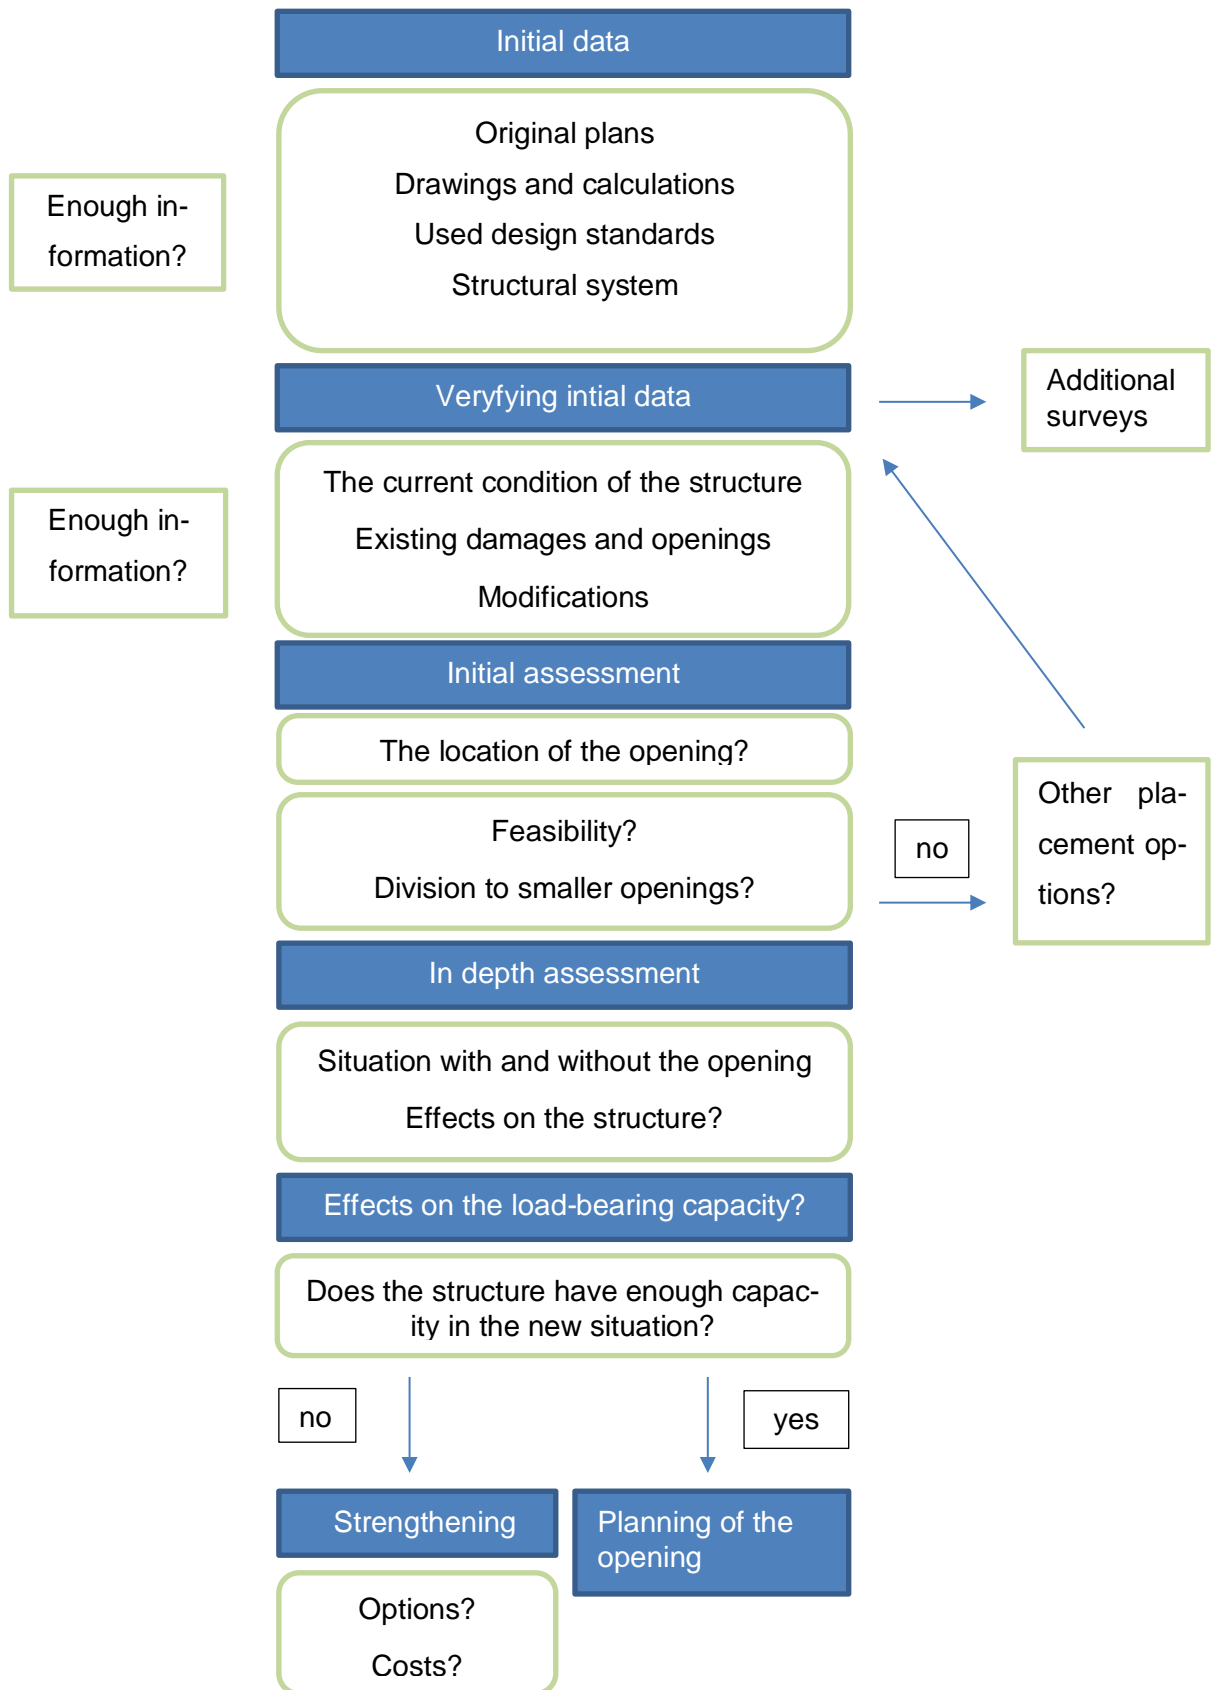 Initial data
Original plans
Drawings and calculations
Used design standards
Structural system
Enough in-
formation?
Veryfying intial data
Additional
surveys
The current condition of the structure
Existing damages and openings
Modifications
Enough in-
formation?
Initial assessment
The location of the opening?
Feasibility?
Division to smaller openings?
no
Other pla-
cement op-
tions?
In depth assessment
Situation with and without the opening
Effects on the structure?
Effects on the load-bearing capacity?
Does the structure have enough capac-
ity in the new situation?
no
yes
Strengthening
Planning of the
opening
Options?
Costs?